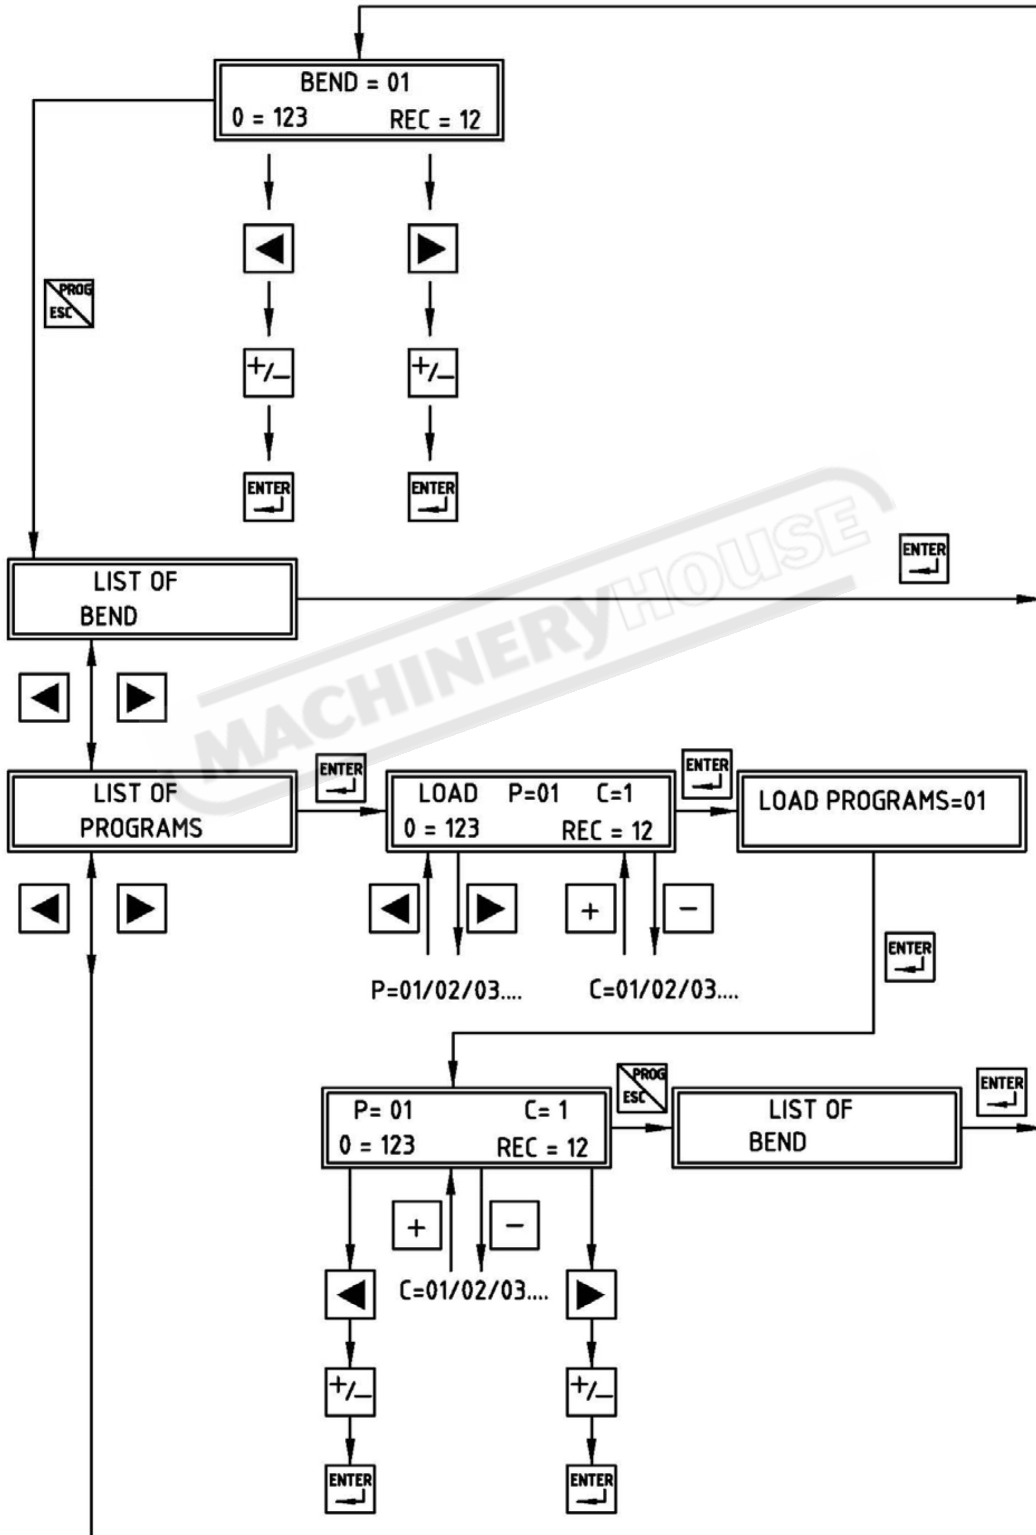 BEND = 01
0 = 123 REC = 12
PROG
ESC
+/-
+/-
ENTER
ENTER
MACHINERYHOUSE
LIST OF
BEND
ENTER
LIST OF
PROGRAMS
ENTER
LOAD P=01 C=1
0 = 123 REC = 12
ENTER
LOAD PROGRAMS=01
+
-
P=01/02/03....
C=01/02/03....
ENTER
P= 01 C= 1
0 = 123 REC = 12
PROG
ESC
LIST OF
BEND
ENTER
+
-
C=01/02/03....
+/-
+/-
ENTER
ENTER